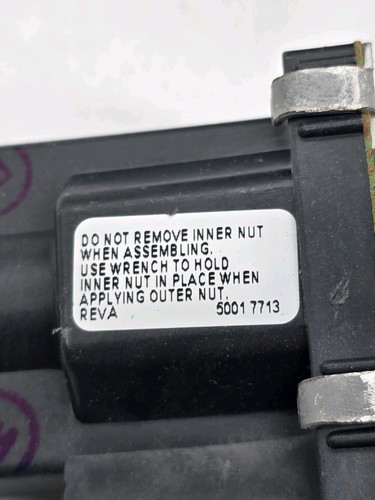 DO NOT REMOVE INNER NUT
WHEN ASSEMBLING.
USE WRENCH TO HOLD
INNER NUT IN PLACE WHEN
APPLYING OUTER NUT.
REV.A 5001 7713